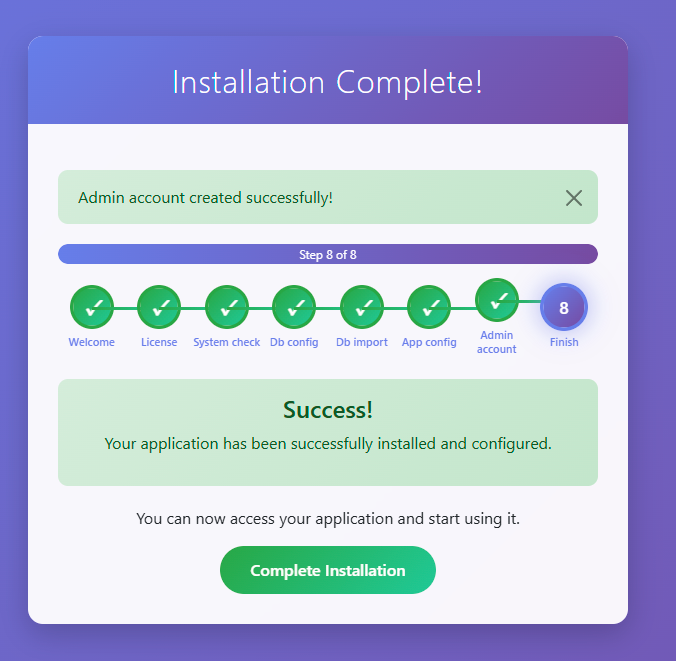 Installation Complete!
Admin account created successfully!
Step 8 of 8
8
Welcome
License
System check
Db config
Db import
App config
Admin
account
Finish
Success!
Your application has been successfully installed and configured.
You can now access your application and start using it.
Complete Installation